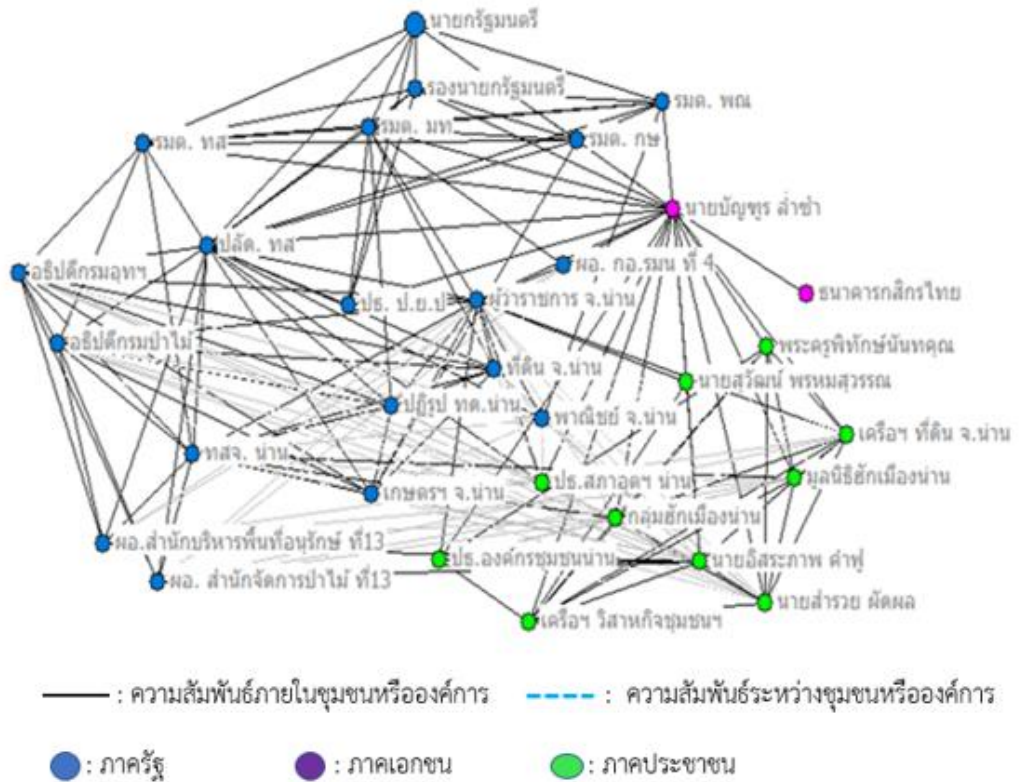 นายกรัฐมนตรี
รองนายกรัฐมนตรี
รมต. พณ
รมต. มท
รมต. กษ
รมต. ทส
นายบัญฑูร ล่ำซำ
ปลัด. ทส
อธิบดีกรมอุทฯ
ผอ. กอ.รมน ที่ 4
ธนาคารกสิกรไทย
ปธ. ป.ย.ป
ผู้ว่าราชการ จ.น่าน
อธิบดีกรมป่าไม้
พระครูพิทักษ์นันทคุณ
ที่ดิน จ.น่าน
นายสุวัฒน์ พรหมสุวรรณ
ปฏิรูป ทด.น่าน
พาณิชย์ จ.น่าน
เครือฯ ที่ดิน จ.น่าน
ทสจ. น่าน
มูลนิธิฮักเมืองน่าน
ปธ.สภาอุตฯ น่าน
เกษตรฯ จ.น่าน
กลุ่มฮักเมืองน่าน
ผอ.สำนักบริหารพื้นที่อนุรักษ์ ที่13
ปธ.องค์กรชุมชนน่าน
นายอิสระภาพ คำฟู
ผอ. สำนักจัดการป่าไม้ ที่13
นายสำรวย ผัดผล
เครือฯ วิสาหกิจชุมชนฯ
: ความสัมพันธ์ภายในชุมชนหรือองค์การ
: ความสัมพันธ์ระหว่างชุมชนหรือองค์การ
: ภาครัฐ
: ภาคเอกชน
: ภาคประชาชน